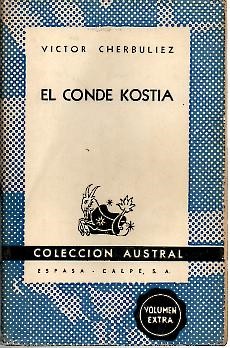 VICTOR CHERBULIEZ
EL CONDE KOSTIA
COLECCION AUSTRAL
ESPASA - CALPE, S.A.
VOLUMEN
EXTRA